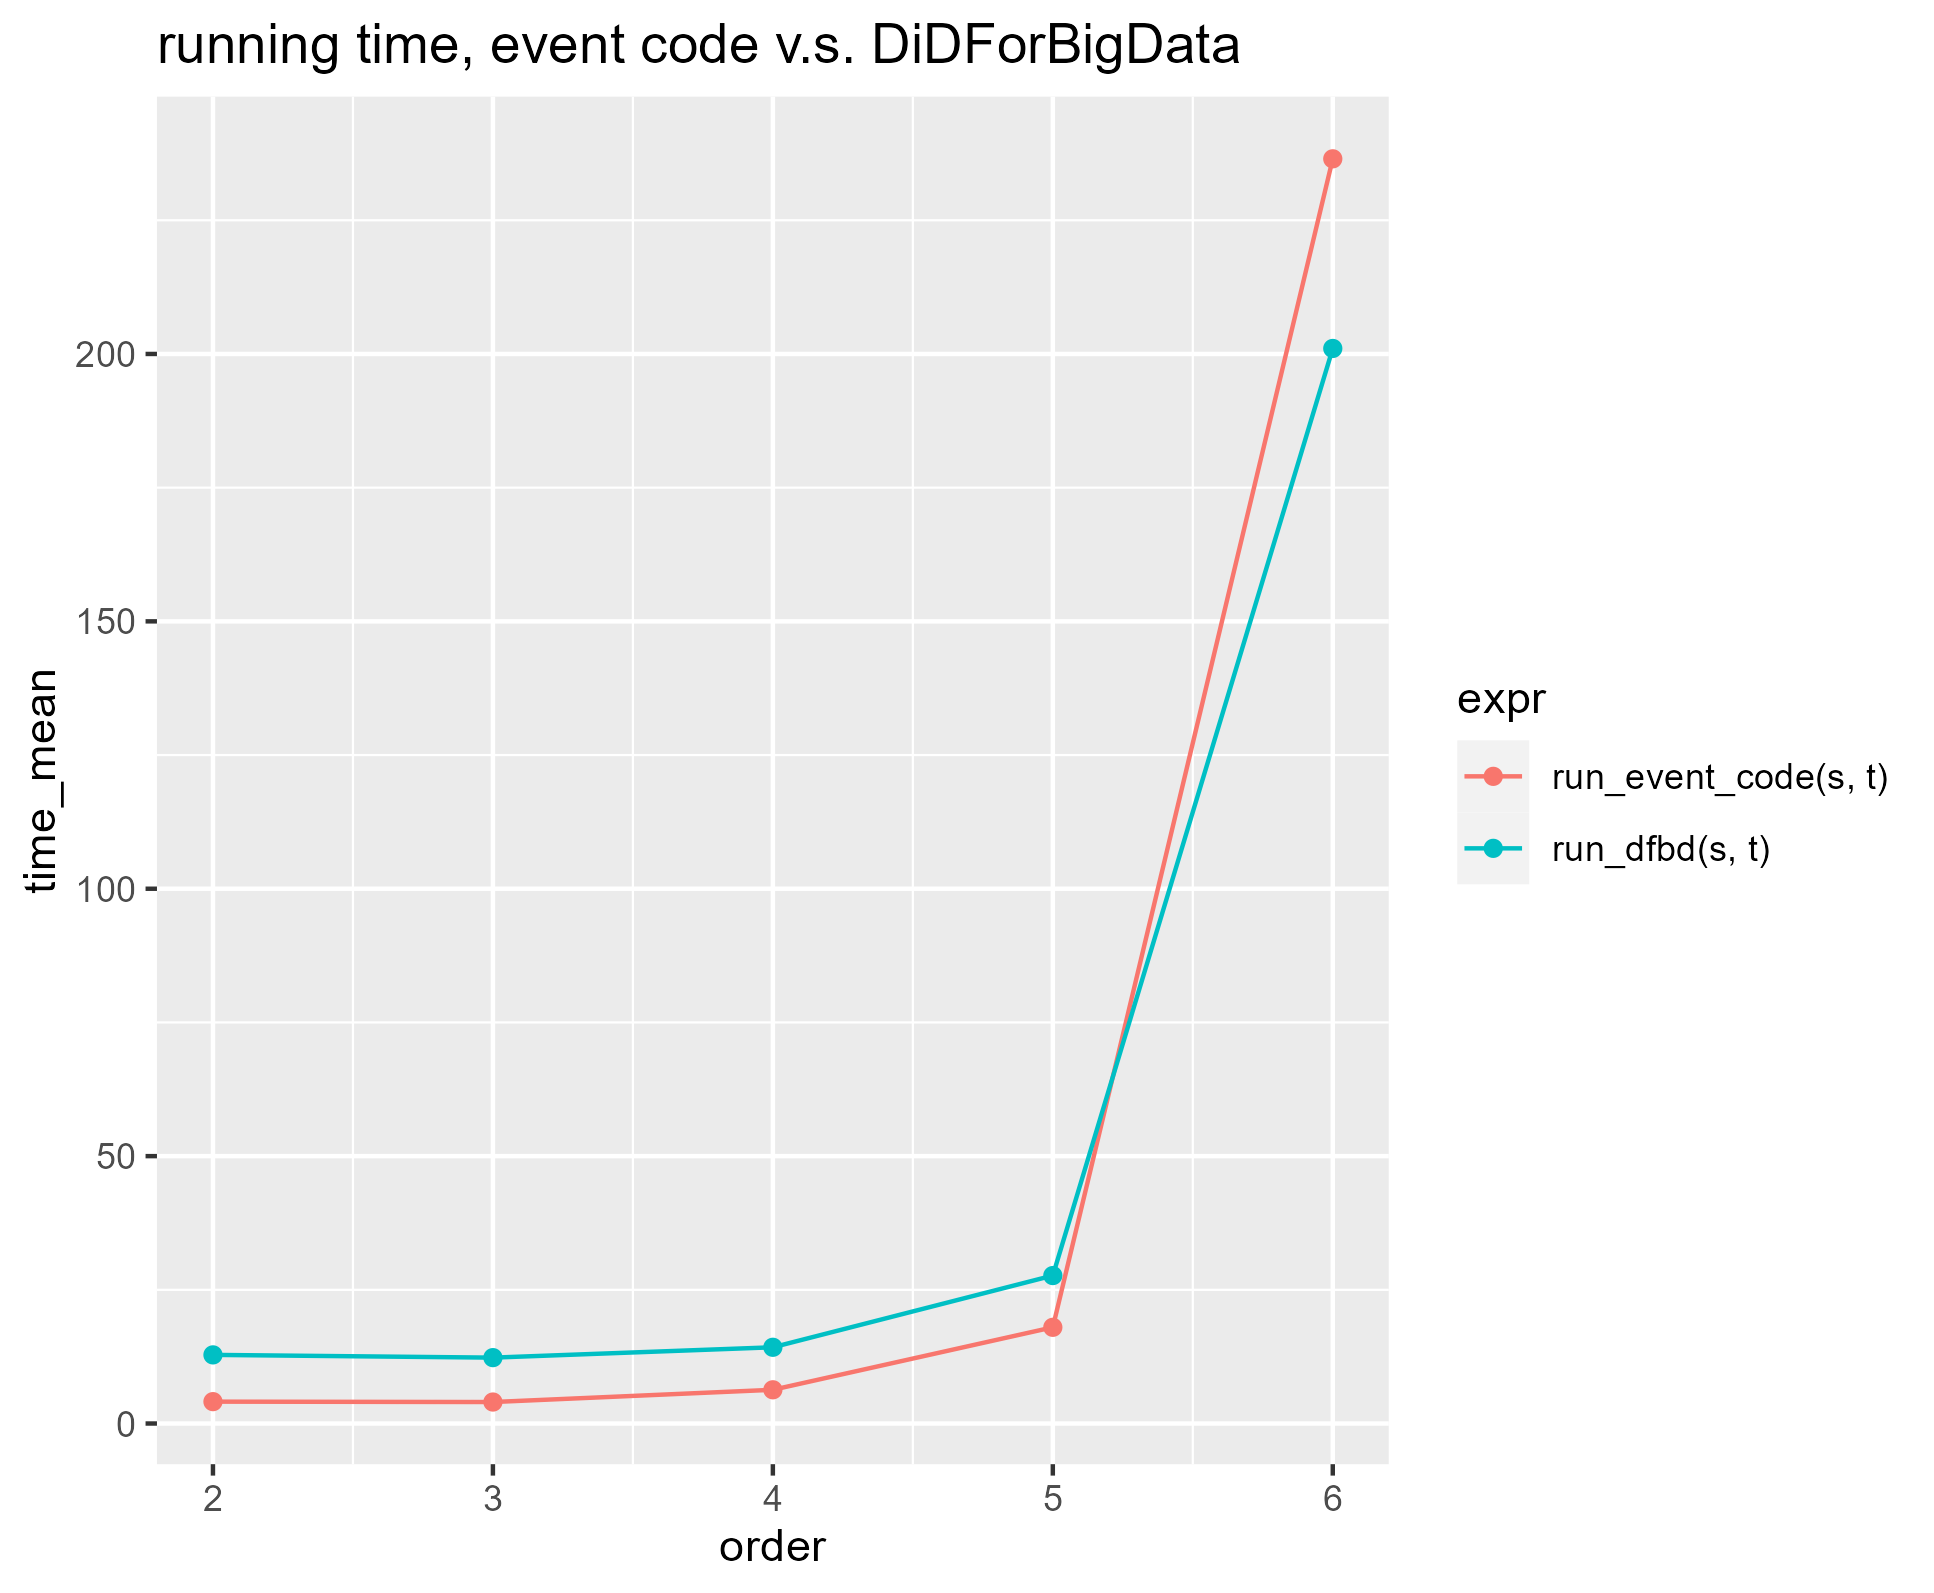 running time, event code v.s. DiDForBigData
200
150
100
50
0
time_mean
2 3 4 5 6
order
expr
run_event_code(s, t)
run_dfbd(s, t)